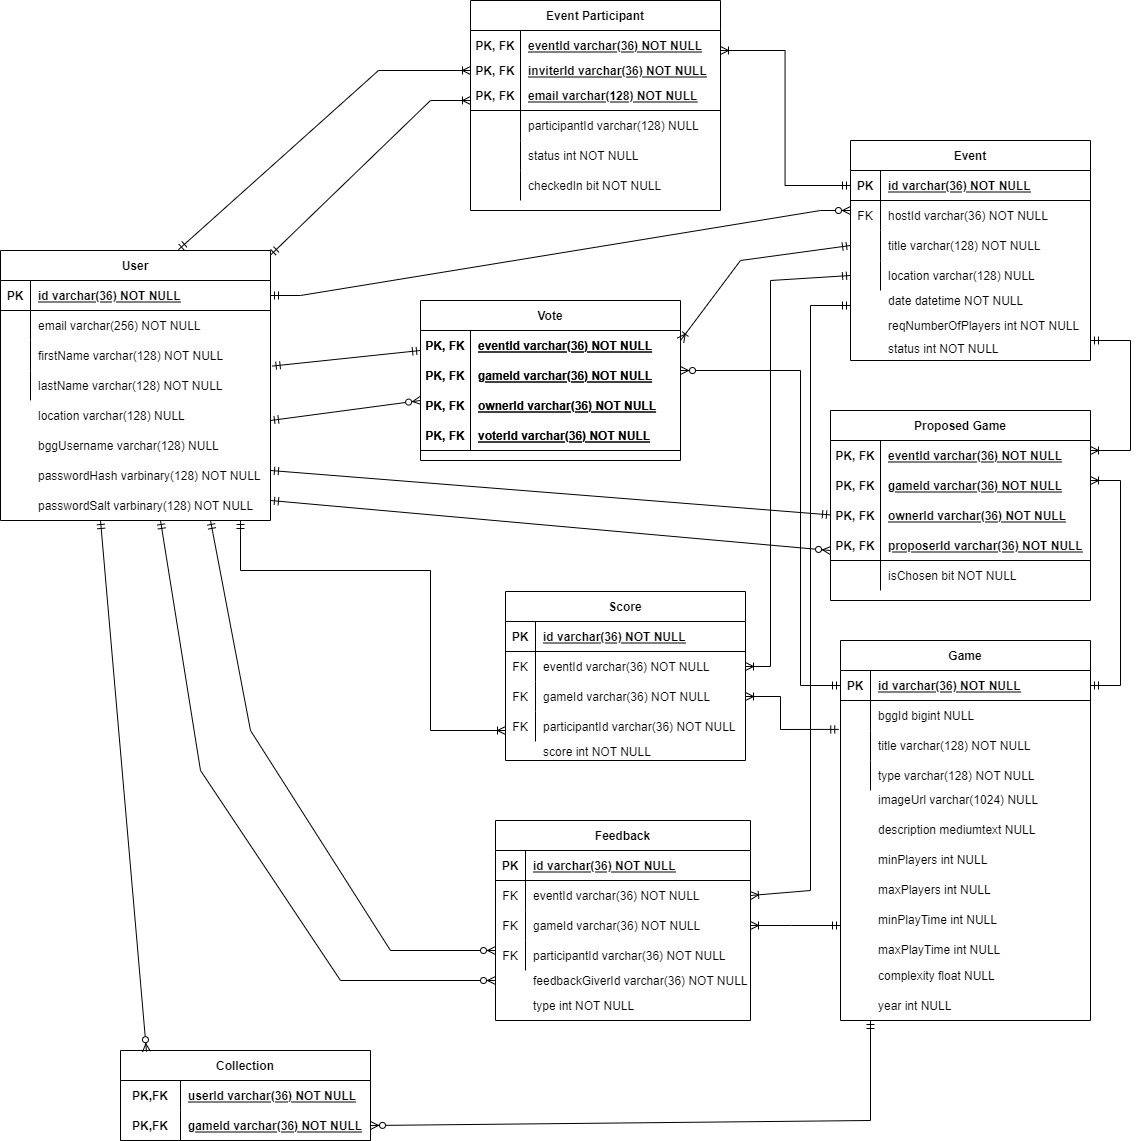 Event Participant
PK, FK eventId varchar(36) NOT NULL
PK, FK inviterId varchar(36) NOT NULL
PK, FK email varchar(128) NOT NULL
participantId varchar(128) NULL
status int NOT NULL
checkedIn bit NOT NULL
Event
PK id varchar(36) NOT NULL
FK hostId varchar(36) NOT NULL
title varchar(128) NOT NULL
location varchar(128) NULL
date datetime NOT NULL
reqNumberOfPlayers int NOT NULL
status int NOT NULL
User
PK id varchar(36) NOT NULL
email varchar(256) NOT NULL
firstName varchar(128) NOT NULL
lastName varchar(128) NOT NULL
location varchar(128) NULL
bggUsername varchar(128) NULL
passwordHash varbinary(128) NOT NULL
passwordSalt varbinary(128) NOT NULL
Vote
PK, FK eventId varchar(36) NOT NULL
PK, FK gameId varchar(36) NOT NULL
PK, FK ownerId varchar(36) NOT NULL
PK, FK voterId varchar(36) NOT NULL
Proposed Game
PK, FK eventId varchar(36) NOT NULL
PK, FK gameId varchar(36) NOT NULL
PK, FK ownerId varchar(36) NOT NULL
PK, FK proposerId varchar(36) NOT NULL
isChosen bit NOT NULL
Score
PK id varchar(36) NOT NULL
FK eventId varchar(36) NOT NULL
FK gameId varchar(36) NOT NULL
FK participantId varchar(36) NOT NULL
score int NOT NULL
Game
PK id varchar(36) NOT NULL
bggId bigint NULL
title varchar(128) NOT NULL
type varchar(128) NOT NULL
imageUrl varchar(1024) NULL
description mediumtext NULL
minPlayers int NULL
maxPlayers int NULL
minPlayTime int NULL
maxPlayTime int NULL
complexity float NULL
year int NULL
Feedback
PK id varchar(36) NOT NULL
FK eventId varchar(36) NOT NULL
FK gameId varchar(36) NOT NULL
FK participantId varchar(36) NOT NULL
feedbackGiverId varchar(36) NOT NULL
type int NOT NULL
Collection
PK,FK userId varchar(36) NOT NULL
PK,FK gameId varchar(36) NOT NULL